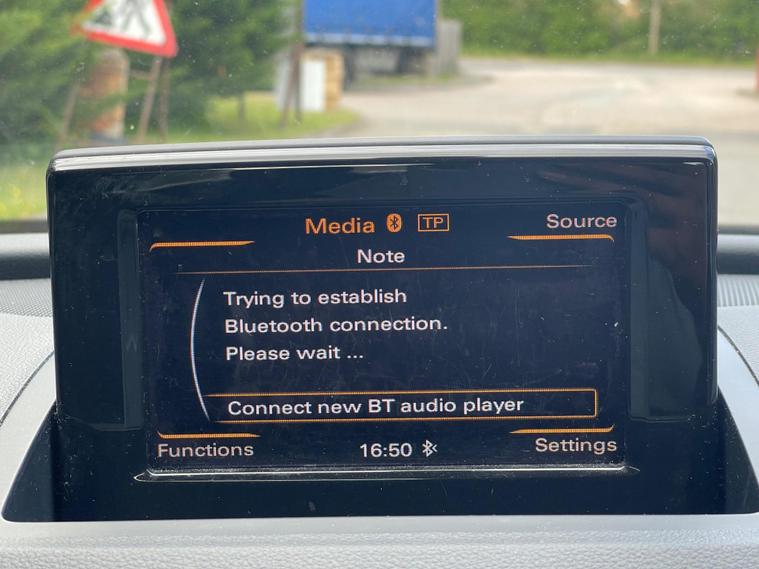 Media TP
Source
Note
Trying to establish
Bluetooth connection.
Please wait ...
Connect new BT audio player
Functions
16:50
Settings